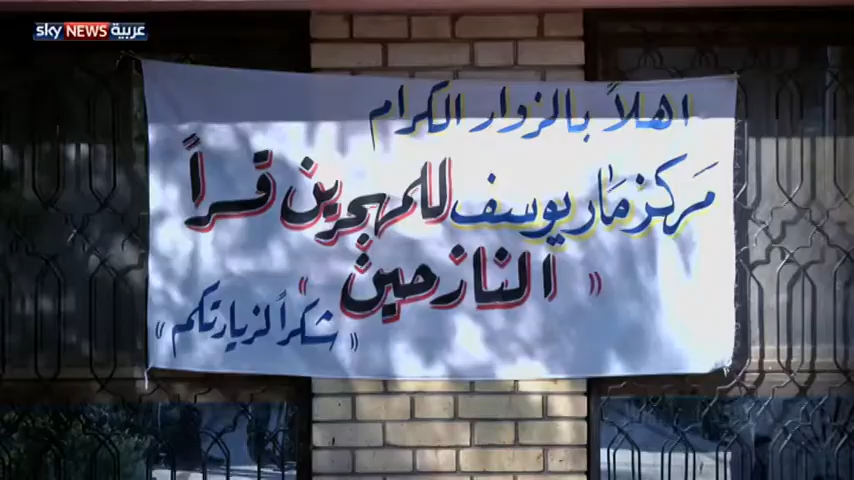 sky NEWS عربية
اهلاً بالزوار الكرام
مركز مار يوسف للمهجرين قراً
" النازحين "
" شكراً لزيارتكم "